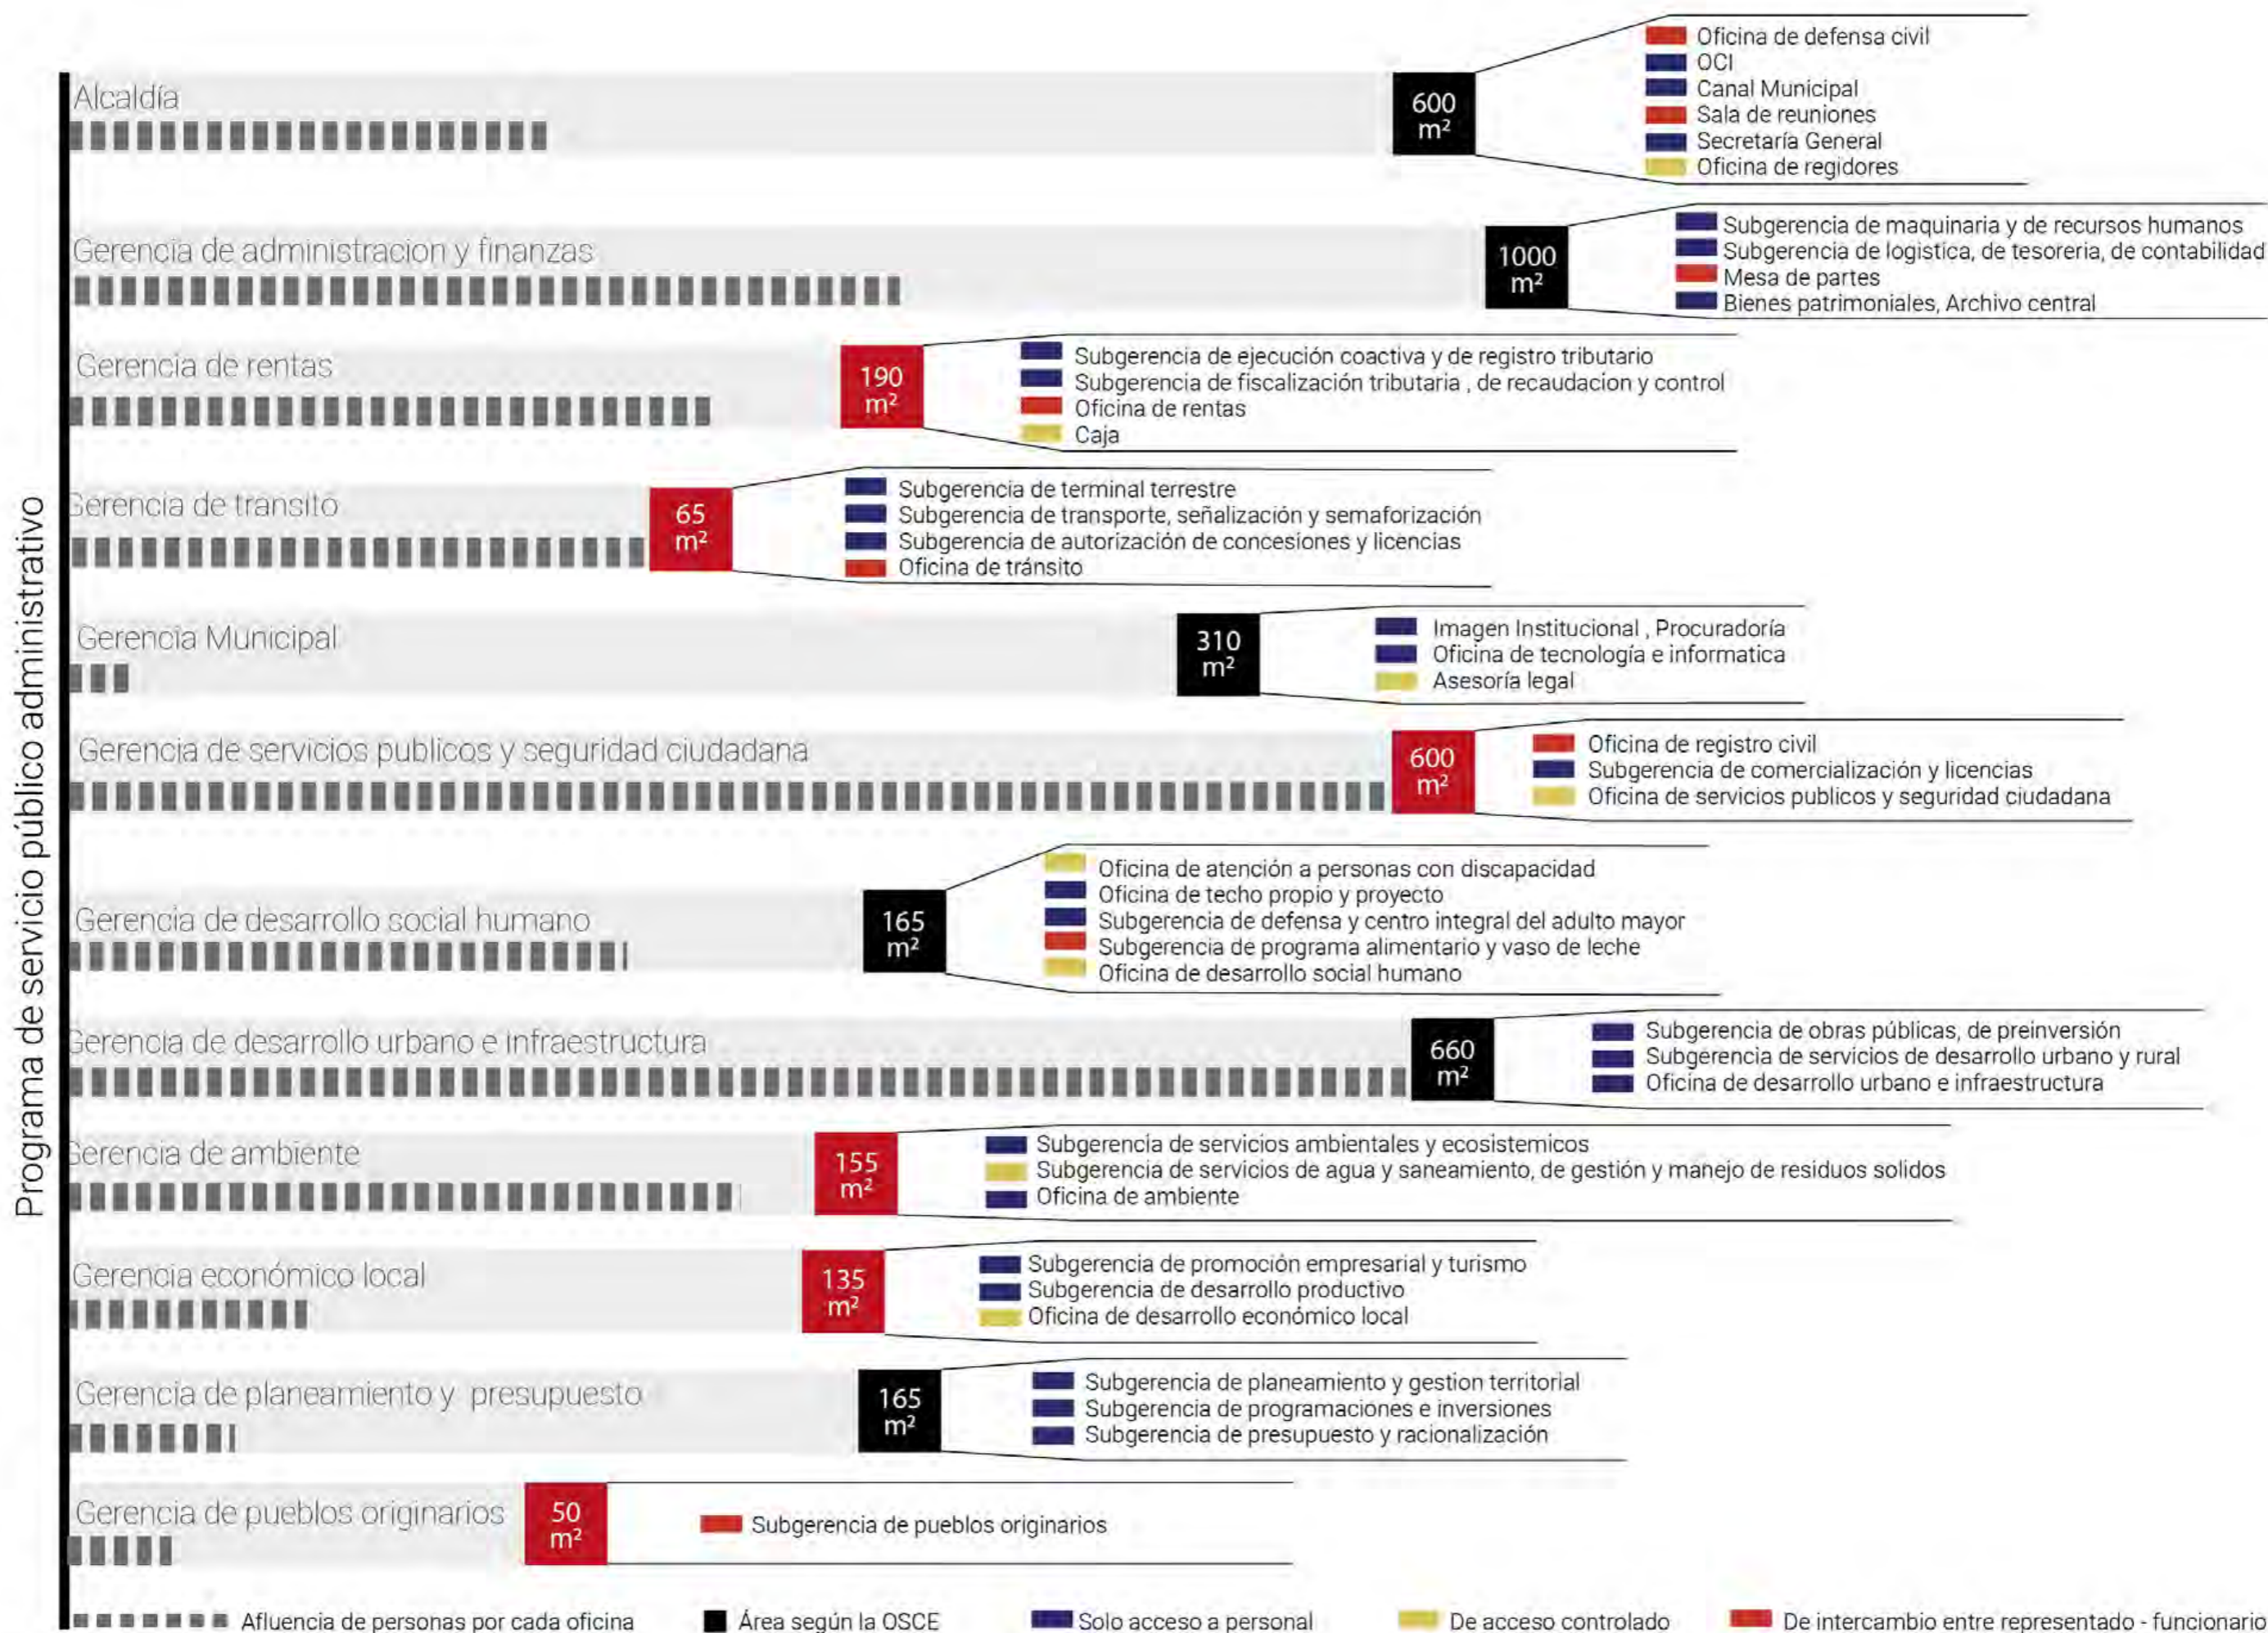 Programa de servicio público administrativo
Alcaldía
600
m²
Oficina de defensa civil
OCI
Canal Municipal
Sala de reuniones
Secretaría General
Oficina de regidores
Gerencia de administracion y finanzas
1000
m²
Subgerencia de maquinaria y de recursos humanos
Subgerencia de logistica, de tesoreria, de contabilidad
Mesa de partes
Bienes patrimoniales, Archivo central
Gerencia de rentas
190
m²
Subgerencia de ejecución coactiva y de registro tributario
Subgerencia de fiscalización tributaria , de recaudacion y control
Oficina de rentas
Caja
Gerencia de transito
65
m²
Subgerencia de terminal terrestre
Subgerencia de transporte, señalización y semaforización
Subgerencia de autorización de concesiones y licencias
Oficina de tránsito
Gerencia Municipal
310
m²
Imagen Institucional , Procuradoría
Oficina de tecnología e informatica
Asesoría legal
Gerencia de servicios publicos y seguridad ciudadana
600
m²
Oficina de registro civil
Subgerencia de comercialización y licencias
Oficina de servicios publicos y seguridad ciudadana
Gerencia de desarrollo social humano
165
m²
Oficina de atención a personas con discapacidad
Oficina de techo propio y proyecto
Subgerencia de defensa y centro integral del adulto mayor
Subgerencia de programa alimentario y vaso de leche
Oficina de desarrollo social humano
Gerencia de desarrollo urbano e infraestructura
660
m²
Subgerencia de obras públicas, de preinversión
Subgerencia de servicios de desarrollo urbano y rural
Oficina de desarrollo urbano e infraestructura
Gerencia de ambiente
155
m²
Subgerencia de servicios ambientales y ecosistemicos
Subgerencia de servicios de agua y saneamiento, de gestión y manejo de residuos solidos
Oficina de ambiente
Gerencia económico local
135
m²
Subgerencia de promoción empresarial y turismo
Subgerencia de desarrollo productivo
Oficina de desarrollo económico local
Gerencia de planeamiento y presupuesto
165
m²
Subgerencia de planeamiento y gestion territorial
Subgerencia de programaciones e inversiones
Subgerencia de presupuesto y racionalización
Gerencia de pueblos originarios
50
m²
Subgerencia de pueblos originarios
Afluencia de personas por cada oficina
Área según la OSCE
Solo acceso a personal
De acceso controlado
De intercambio entre representado - funcionario